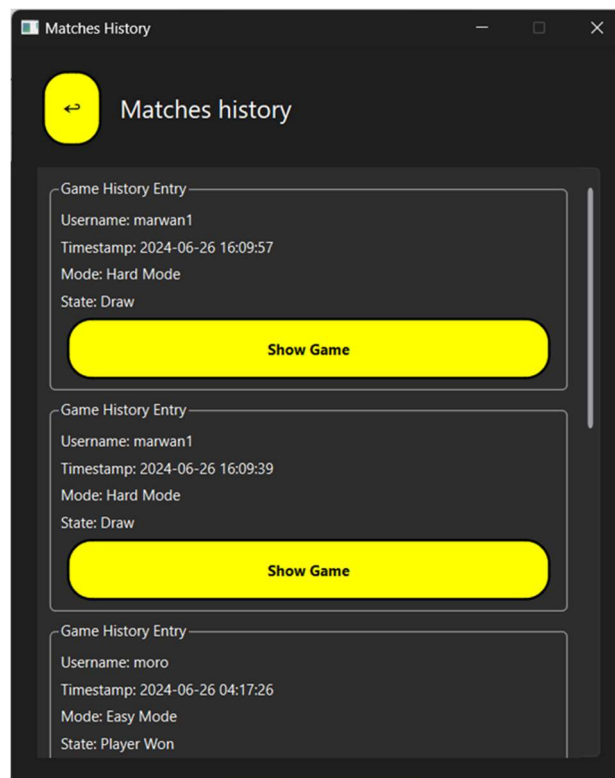 Matches History
Matches history
Game History Entry
Username: marwan1
Timestamp: 2024-06-26 16:09:57
Mode: Hard Mode
State: Draw
Show Game
Game History Entry
Username: marwan1
Timestamp: 2024-06-26 16:09:39
Mode: Hard Mode
State: Draw
Show Game
Game History Entry
Username: moro
Timestamp: 2024-06-26 04:17:26
Mode: Easy Mode
State: Player Won